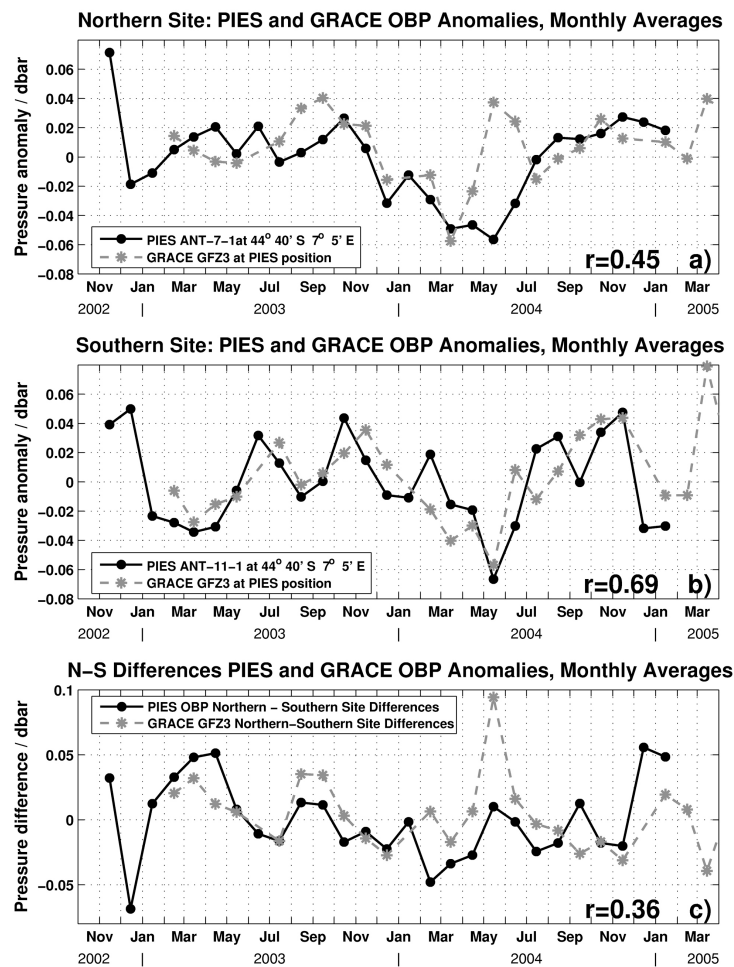 Northern Site: PIES and GRACE OBP Anomalies, Monthly Averages
Pressure anomaly / dbar
0.06
0.04
0.02
0
−0.02
−0.04
−0.06
−0.08
PIES ANT−7−1at 44° 40' S 7° 5' E
GRACE GFZ3 at PIES position
r=0.45 a)
Nov Jan Mar May Jul Sep Nov Jan Mar May Jul Sep Nov Jan Mar
2002 | 2003 | 2004 | 2005
Southern Site: PIES and GRACE OBP Anomalies, Monthly Averages
Pressure anomaly / dbar
0.06
0.04
0.02
0
−0.02
−0.04
−0.06
−0.08
PIES ANT−11−1 at 44° 40' S 7° 5' E
GRACE GFZ3 at PIES position
r=0.69 b)
Nov Jan Mar May Jul Sep Nov Jan Mar May Jul Sep Nov Jan Mar
2002 | 2003 | 2004 | 2005
N−S Differences PIES and GRACE OBP Anomalies, Monthly Averages
Pressure difference / dbar
0.1
0.05
0
−0.05
PIES OBP Northern − Southern Site Differences
GRACE GFZ3 Northern−Southern Site Differences
r=0.36 c)
Nov Jan Mar May Jul Sep Nov Jan Mar May Jul Sep Nov Jan Mar
2002 | 2003 | 2004 | 2005